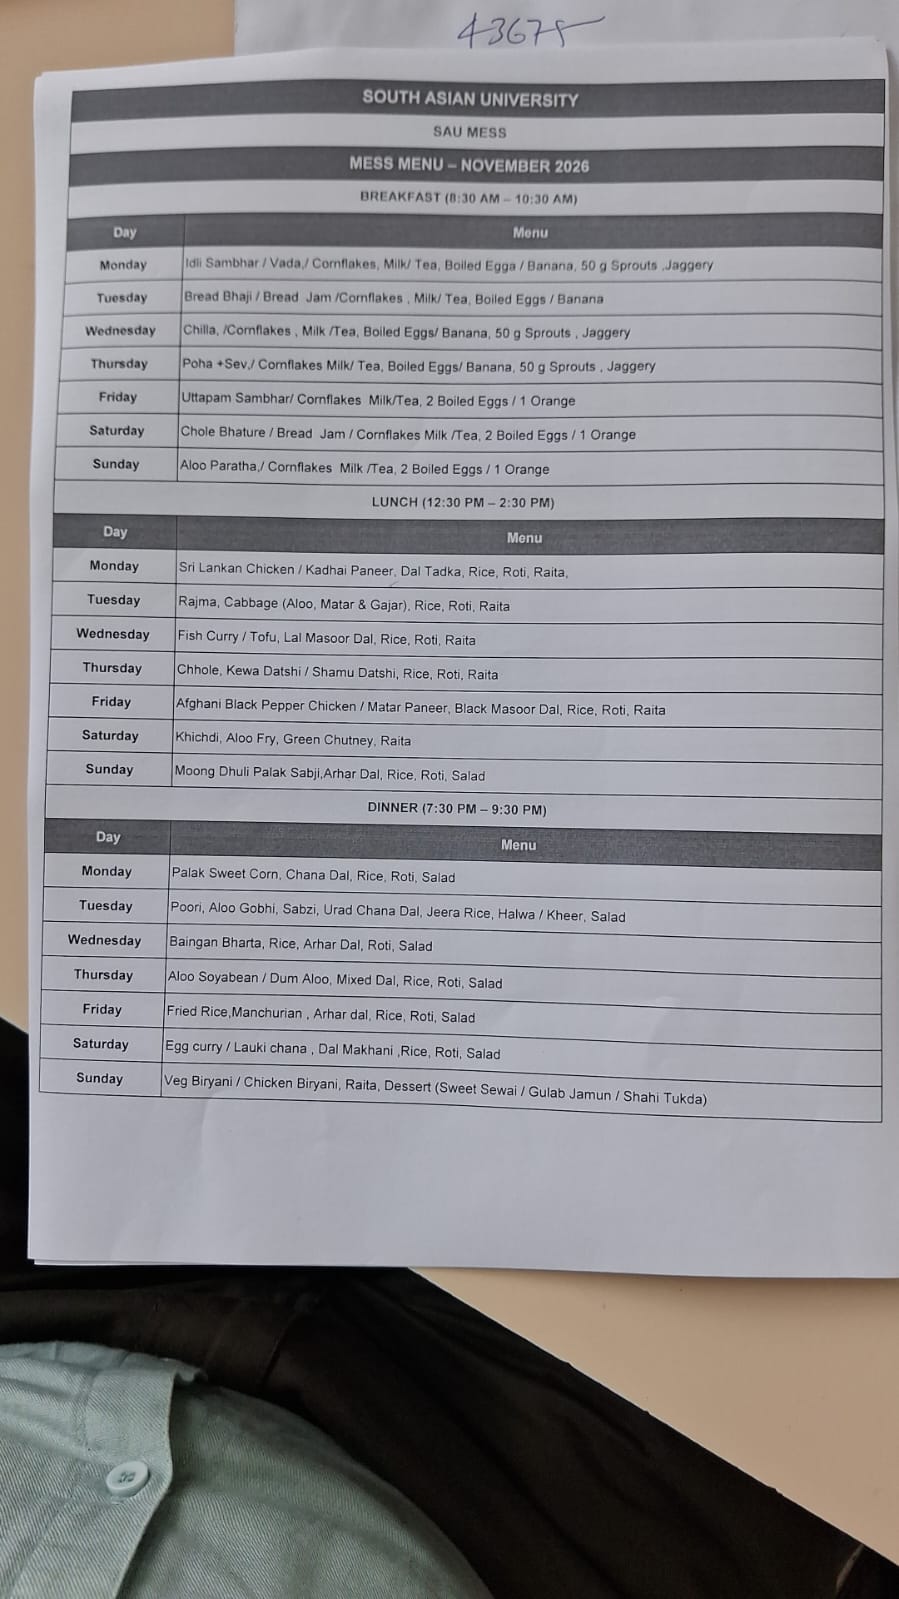 43675
SOUTH ASIAN UNIVERSITY
SAU MESS
MESS MENU – NOVEMBER 2026
BREAKFAST (8:30 AM – 10:30 AM)
Day Menu
Monday Idli Sambhar / Vada,/ Cornflakes, Milk/ Tea, Boiled Egga / Banana, 50 g Sprouts ,Jaggery
Tuesday Bread Bhaji / Bread Jam /Cornflakes , Milk/ Tea, Boiled Eggs / Banana
Wednesday Chilla, /Cornflakes , Milk /Tea, Boiled Eggs/ Banana, 50 g Sprouts , Jaggery
Thursday Poha +Sev,/ Cornflakes Milk/ Tea, Boiled Eggs/ Banana, 50 g Sprouts , Jaggery
Friday Uttapam Sambhar/ Cornflakes Milk/Tea, 2 Boiled Eggs / 1 Orange
Saturday Chole Bhature / Bread Jam / Cornflakes Milk /Tea, 2 Boiled Eggs / 1 Orange
Sunday Aloo Paratha,/ Cornflakes Milk /Tea, 2 Boiled Eggs / 1 Orange
LUNCH (12:30 PM – 2:30 PM)
Day Menu
Monday Sri Lankan Chicken / Kadhai Paneer, Dal Tadka, Rice, Roti, Raita,
Tuesday Rajma, Cabbage (Aloo, Matar & Gajar), Rice, Roti, Raita
Wednesday Fish Curry / Tofu, Lal Masoor Dal, Rice, Roti, Raita
Thursday Chhole, Kewa Datshi / Shamu Datshi, Rice, Roti, Raita
Friday Afghani Black Pepper Chicken / Matar Paneer, Black Masoor Dal, Rice, Roti, Raita
Saturday Khichdi, Aloo Fry, Green Chutney, Raita
Sunday Moong Dhuli Palak Sabji,Arhar Dal, Rice, Roti, Salad
DINNER (7:30 PM – 9:30 PM)
Day Menu
Monday Palak Sweet Corn, Chana Dal, Rice, Roti, Salad
Tuesday Poori, Aloo Gobhi, Sabzi, Urad Chana Dal, Jeera Rice, Halwa / Kheer, Salad
Wednesday Baingan Bharta, Rice, Arhar Dal, Roti, Salad
Thursday Aloo Soyabean / Dum Aloo, Mixed Dal, Rice, Roti, Salad
Friday Fried Rice,Manchurian , Arhar dal, Rice, Roti, Salad
Saturday Egg curry / Lauki chana , Dal Makhani ,Rice, Roti, Salad
Sunday Veg Biryani / Chicken Biryani, Raita, Dessert (Sweet Sewai / Gulab Jamun / Shahi Tukda)